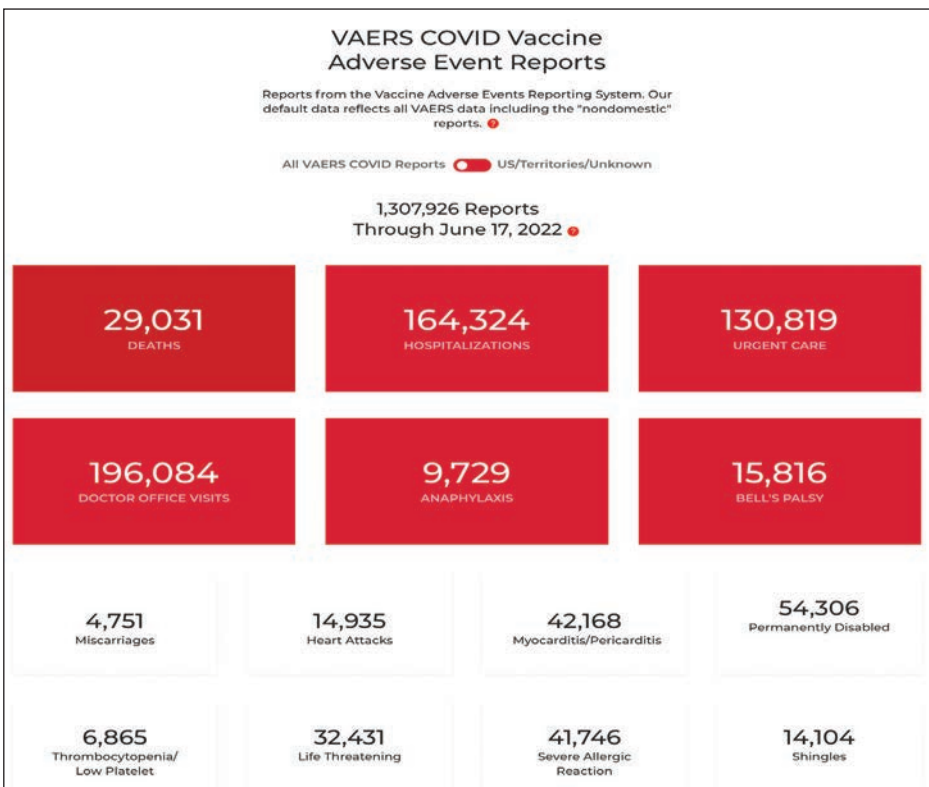 VAERS COVID Vaccine
Adverse Event Reports
Reports from the Vaccine Adverse Events Reporting System. Our
default data reflects all VAERS data including the "nondomestic"
reports. ?
All VAERS COVID Reports US/Territories/Unknown
1,307,926 Reports
Through June 17, 2022 ?
29,031
DEATHS
164,324
HOSPITALIZATIONS
130,819
URGENT CARE
196,084
DOCTOR OFFICE VISITS
9,729
ANAPHYLAXIS
15,816
BELL'S PALSY
4,751
Miscarriages
14,935
Heart Attacks
42,168
Myocarditis/Pericarditis
54,306
Permanently Disabled
6,865
Thrombocytopenia/
Low Platelet
32,431
Life Threatening
41,746
Severe Allergic
Reaction
14,104
Shingles